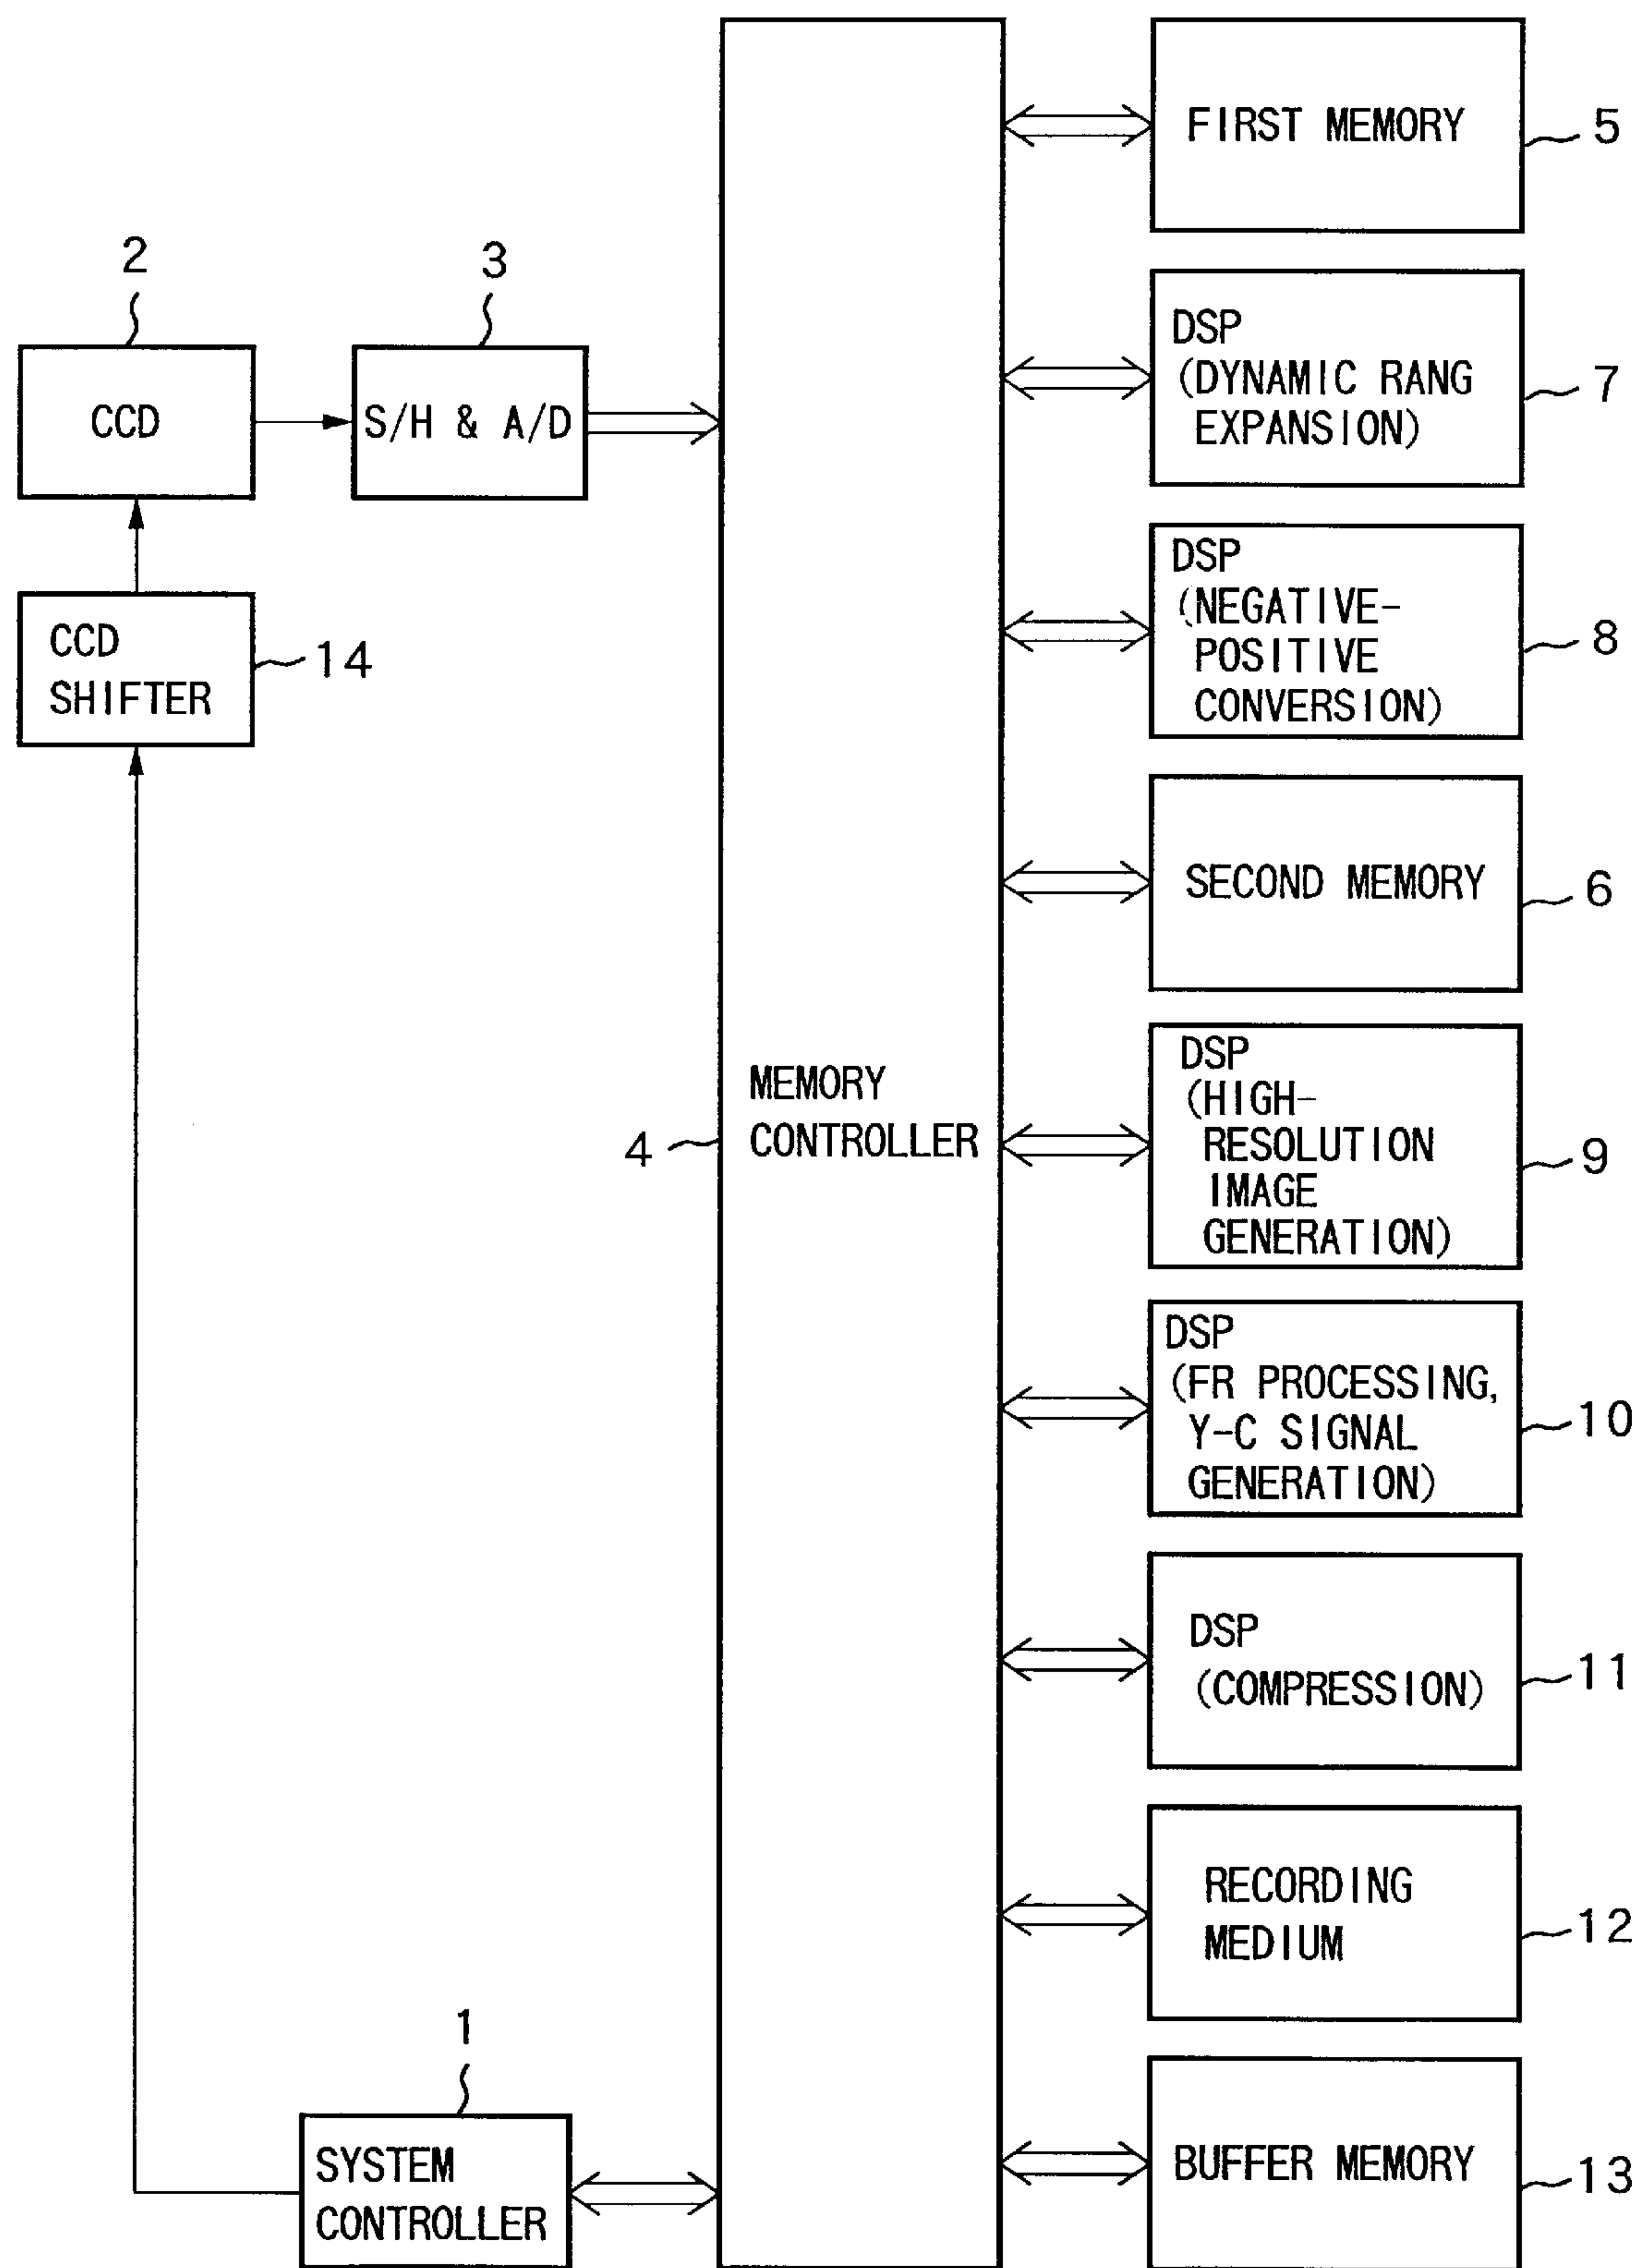 FIRST MEMORY
5
2
3
DSP
(DYNAMIC RANG
EXPANSION)
7
CCD
S/H & A/D
DSP
(NEGATIVE-
POSITIVE
CONVERSION)
8
CCD
SHIFTER
14
SECOND MEMORY
6
MEMORY
CONTROLLER
4
DSP
(HIGH-
RESOLUTION
IMAGE
GENERATION)
9
DSP
(FR PROCESSING,
Y-C SIGNAL
GENERATION)
10
DSP
(COMPRESSION)
11
RECORDING
MEDIUM
12
1
SYSTEM
CONTROLLER
BUFFER MEMORY
13